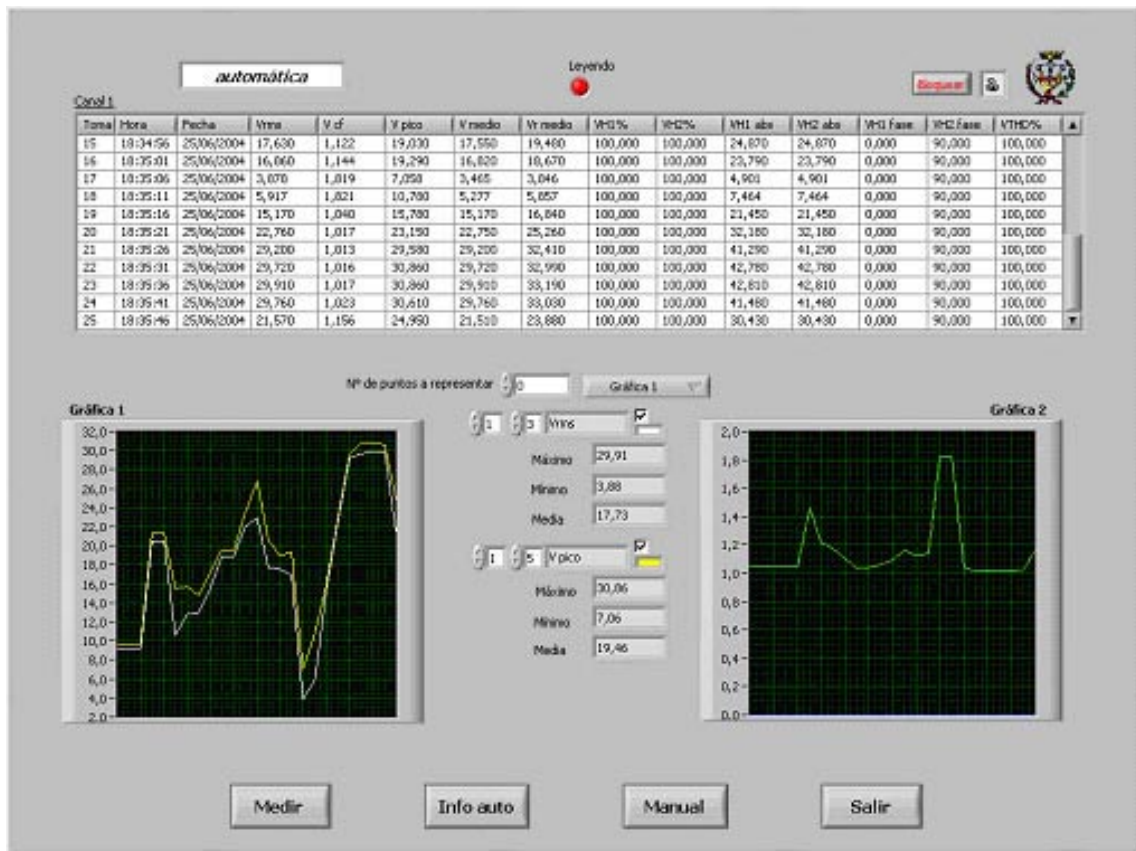 automática
Leyendo
Bloquear
Canal 1
Toma Hora Fecha Vrms V cf V pico V medio Vr medio VH1% VH2% VH1 abs VH2 abs VH1 fase VH2 fase VTHD%
15 18:34:56 25/06/2004 17,630 1,122 19,030 17,550 19,480 100,000 100,000 24,870 24,870 0,000 90,000 100,000
16 18:35:01 25/06/2004 16,860 1,144 19,290 16,820 18,670 100,000 100,000 23,790 23,790 0,000 90,000 100,000
17 18:35:06 25/06/2004 3,878 1,819 7,058 3,465 3,846 100,000 100,000 4,901 4,901 0,000 90,000 100,000
18 18:35:11 25/06/2004 5,917 1,821 10,780 5,277 5,857 100,000 100,000 7,464 7,464 0,000 90,000 100,000
19 18:35:16 25/06/2004 15,170 1,040 15,780 15,170 16,840 100,000 100,000 21,450 21,450 0,000 90,000 100,000
20 18:35:21 25/06/2004 22,760 1,017 23,150 22,750 25,260 100,000 100,000 32,180 32,180 0,000 90,000 100,000
21 18:35:26 25/06/2004 29,200 1,013 29,580 29,200 32,410 100,000 100,000 41,290 41,290 0,000 90,000 100,000
22 18:35:31 25/06/2004 29,720 1,016 30,860 29,720 32,990 100,000 100,000 42,780 42,780 0,000 90,000 100,000
23 18:35:36 25/06/2004 29,910 1,017 30,860 29,910 33,190 100,000 100,000 42,810 42,810 0,000 90,000 100,000
24 18:35:41 25/06/2004 29,760 1,023 30,610 29,760 33,030 100,000 100,000 41,480 41,480 0,000 90,000 100,000
25 18:35:46 25/06/2004 21,570 1,156 24,950 21,510 23,880 100,000 100,000 30,430 30,430 0,000 90,000 100,000
Nº de puntos a representar 0 Gráfica 1
Gráfica 1
32,0
30,0
28,0
26,0
24,0
22,0
20,0
18,0
16,0
14,0
12,0
10,0
8,0
6,0
4,0
2,0
1 3 Vrms
Máximo 29,91
Mínimo 3,88
Media 17,73
1 5 V pico
Máximo 30,86
Mínimo 7,06
Media 19,46
Gráfica 2
2,0
1,8
1,6
1,4
1,2
1,0
0,8
0,6
0,4
0,2
0,0
Medir Info auto Manual Salir